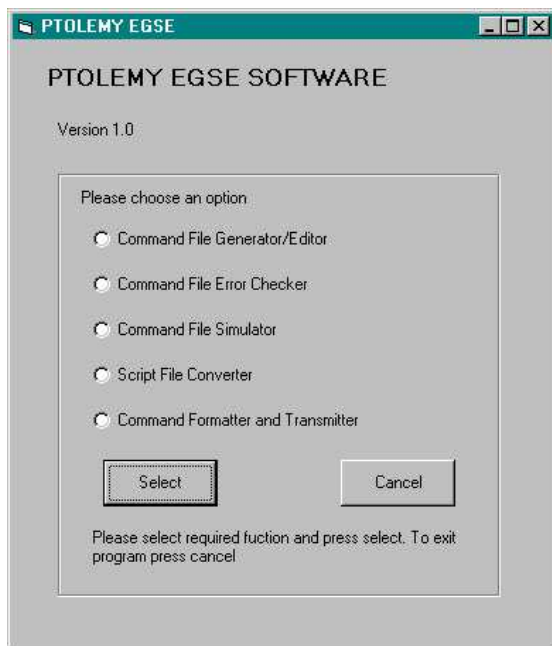 PTOLEMY EGSE
PTOLEMY EGSE SOFTWARE
Version 1.0
Please choose an option
Command File Generator/Editor
Command File Error Checker
Command File Simulator
Script File Converter
Command Formatter and Transmitter
Select
Cancel
Please select required fuction and press select. To exit
program press cancel